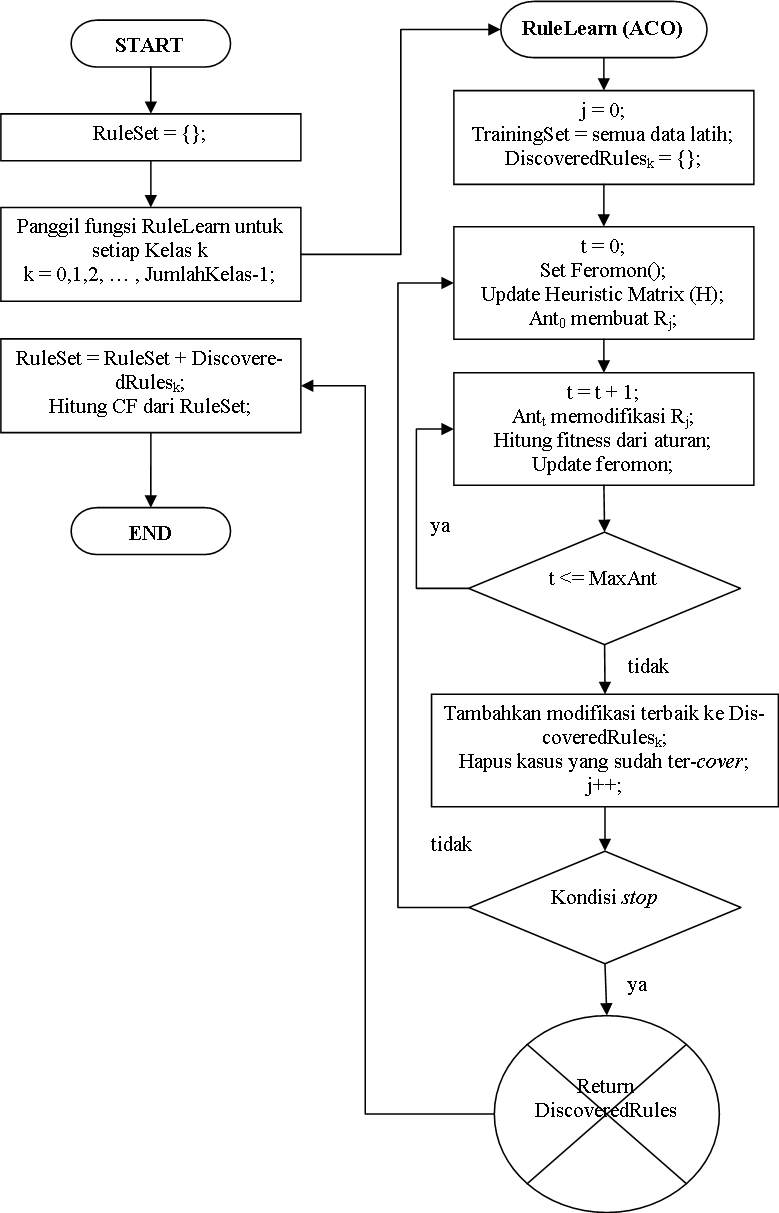 START
RuleSet = {};
Panggil fungsi RuleLearn untuk
setiap Kelas k
k = 0,1,2, … , JumlahKelas-1;
RuleSet = RuleSet + Discovere-
dRulesk;
Hitung CF dari RuleSet;
END
RuleLearn (ACO)
j = 0;
TrainingSet = semua data latih;
DiscoveredRulesk = {};
t = 0;
Set Feromon();
Update Heuristic Matrix (H);
Ant0 membuat Rj;
t = t + 1;
Antt memodifikasi Rj;
Hitung fitness dari aturan;
Update feromon;
ya
t <= MaxAnt
tidak
Tambahkan modifikasi terbaik ke Dis-
coveredRulesk;
Hapus kasus yang sudah ter-cover;
j++;
tidak
Kondisi stop
ya
Return
DiscoveredRules